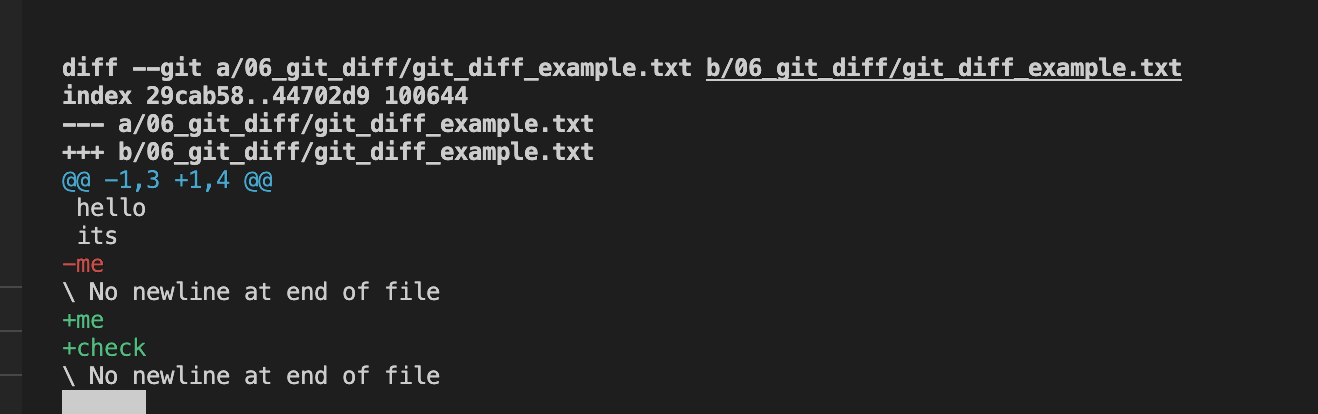 diff --git a/06_git_diff/git_diff_example.txt b/06_git_diff/git_diff_example.txt
index 29cab58..44702d9 100644
--- a/06_git_diff/git_diff_example.txt
+++ b/06_git_diff/git_diff_example.txt
@@ -1,3 +1,4 @@
 hello
 its
-me
\ No newline at end of file
+me
+check
\ No newline at end of file